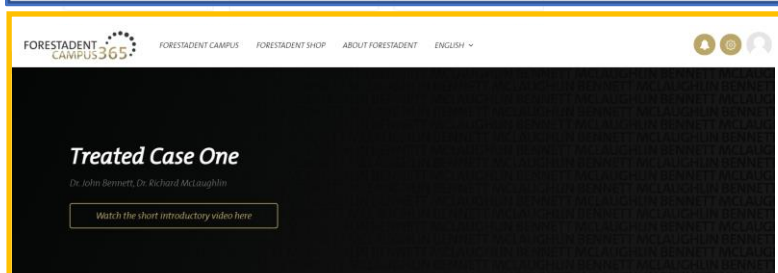 FORESTADENT
CAMPUS365
FORESTADENT CAMPUS FORESTADENT SHOP ABOUT FORESTADENT ENGLISH
Treated Case One
Dr. John Bennett, Dr. Richard McLaughlin
Watch the short introductory video here